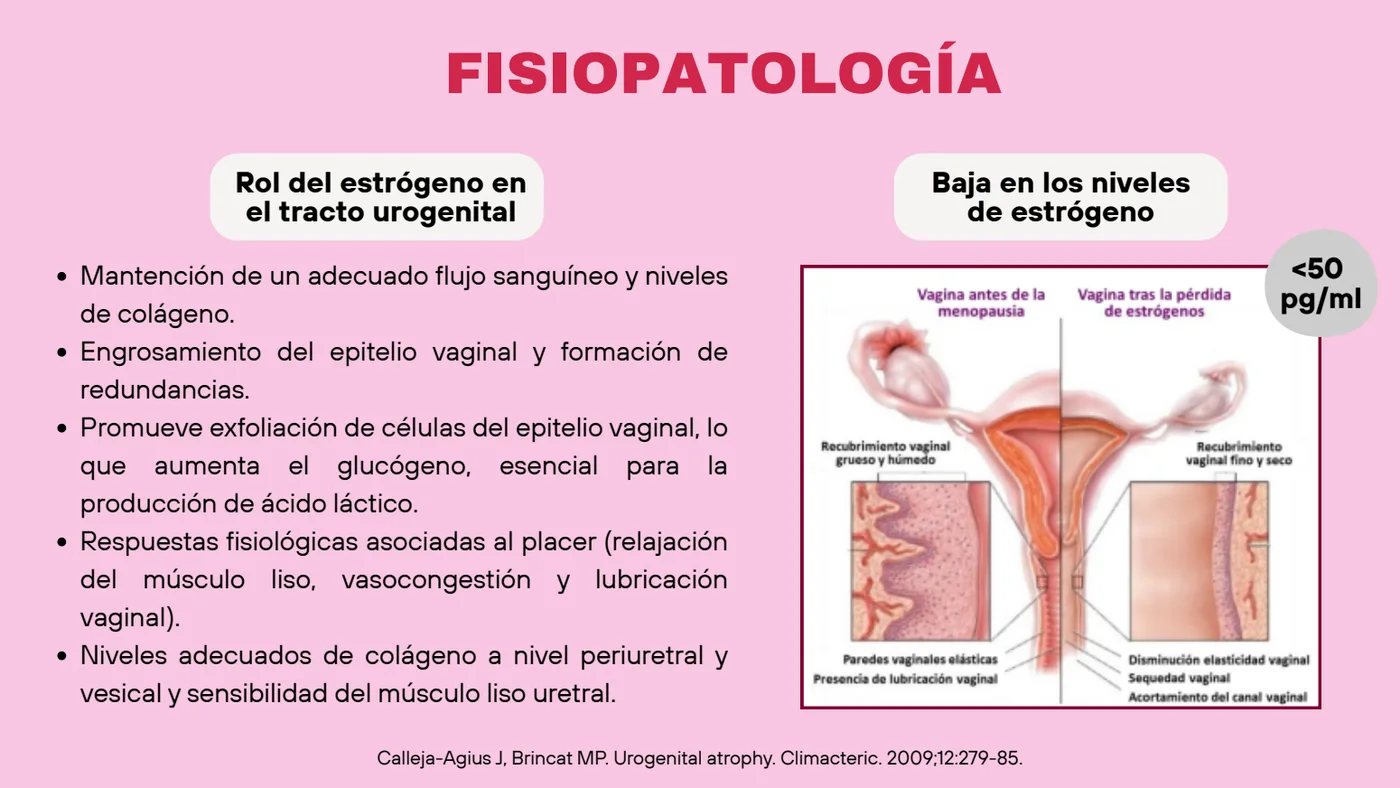 FISIOPATOLOGÍA
Rol del estrógeno en
el tracto urogenital
• Mantención de un adecuado flujo sanguíneo y niveles
de colágeno.
• Engrosamiento del epitelio vaginal y formación de
redundancias.
• Promueve exfoliación de células del epitelio vaginal, lo
que aumenta el glucógeno, esencial para la
producción de ácido láctico.
• Respuestas fisiológicas asociadas al placer (relajación
del músculo liso, vasocongestión y lubricación
vaginal).
• Niveles adecuados de colágeno a nivel periuretral y
vesical y sensibilidad del músculo liso uretral.
Baja en los niveles
de estrógeno
<50
pg/ml
Vagina antes de la
menopausia
Vagina tras la pérdida
de estrógenos
Recubrimiento vaginal
grueso y húmedo
Recubrimiento
vaginal fino y seco
Paredes vaginales elásticas
Presencia de lubricación vaginal
Disminución elasticidad vaginal
Sequedad vaginal
Acortamiento del canal vaginal
Calleja-Agius J, Brincat MP. Urogenital atrophy. Climacteric. 2009;12:279-85.